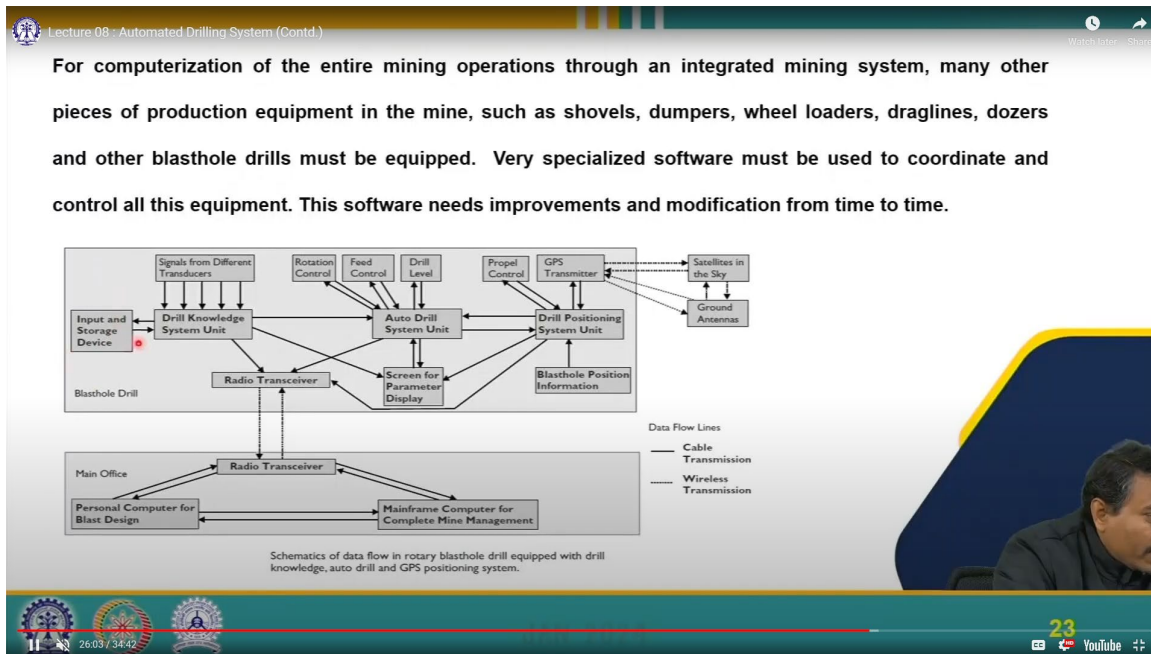 Lecture 08 : Automated Drilling System (Contd.)
Watch later
Share
For computerization of the entire mining operations through an integrated mining system, many other
pieces of production equipment in the mine, such as shovels, dumpers, wheel loaders, draglines, dozers
and other blasthole drills must be equipped. Very specialized software must be used to coordinate and
control all this equipment. This software needs improvements and modification from time to time.
Signals from Different
Transducers
Rotation
Control
Feed
Control
Drill
Level
Propel
Control
GPS
Transmitter
Satellites in
the Sky
Ground
Antennas
Input and
Storage
Device
Drill Knowledge
System Unit
Auto Drill
System Unit
Drill Positioning
System Unit
Radio Transceiver
Screen for
Parameter
Display
Blasthole Position
Information
Blasthole Drill
Data Flow Lines
Cable
Transmission
Wireless
Transmission
Main Office
Radio Transceiver
Personal Computer for
Blast Design
Mainframe Computer for
Complete Mine Management
Schematics of data flow in rotary blasthole drill equipped with drill
knowledge, auto drill and GPS positioning system.
23
26:03 / 34:42
CC
HD
YouTube